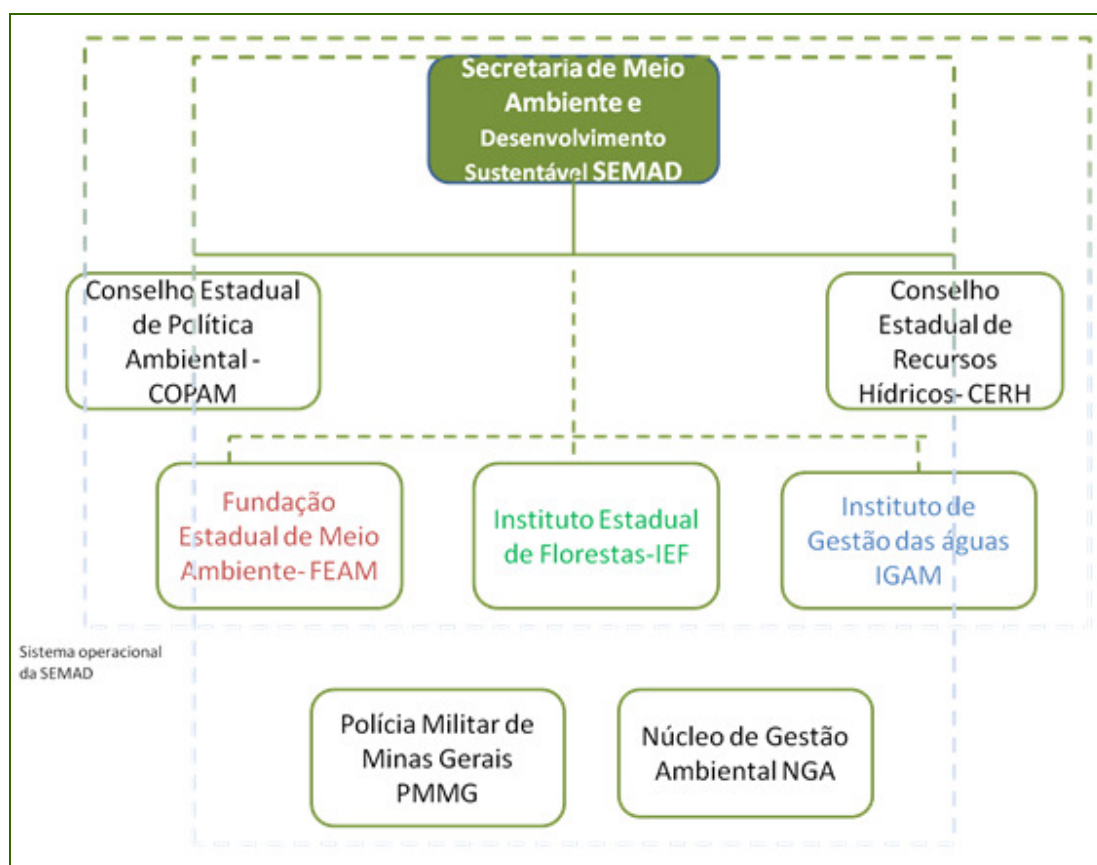 Secretaria de Meio
Ambiente e
Desenvolvimento
Sustentável SEMAD
Conselho Estadual
de Política
Ambiental -
COPAM
Conselho
Estadual de
Recursos
Hídricos- CERH
Fundação
Estadual de Meio
Ambiente- FEAM
Instituto Estadual
de Florestas-IEF
Instituto de
Gestão das águas
IGAM
Sistema operacional
da SEMAD
Polícia Militar de
Minas Gerais
PMMG
Núcleo de Gestão
Ambiental NGA